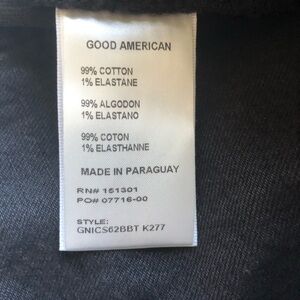 GOOD AMERICAN
99% COTTON
1% ELASTANE
99% ALGODON
1% ELASTANO
99% COTON
1% ELASTHANNE
MADE IN PARAGUAY
RN# 151301
PO# 07716-00
STYLE:
GNICS62BBT K277